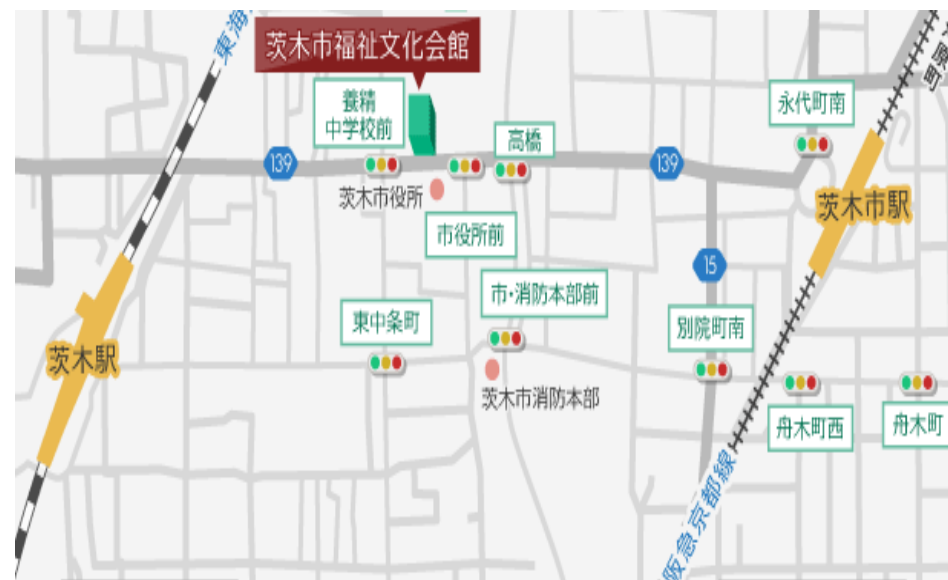 東海
茨木市福祉文化会館
原町
養精
中学校前
永代町南
高橋
139
139
茨木市役所
茨木市駅
市役所前
15
市・消防本部前
東中条町
別院町南
茨木駅
茨木市消防本部
舟木町西
舟木町
阪急京都線